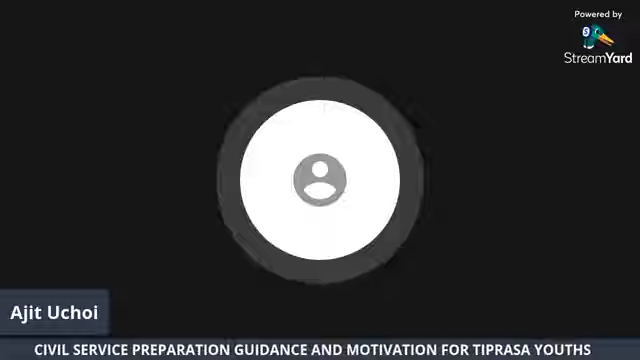 Powered by
StreamYard
Ajit Uchoi
CIVIL SERVICE PREPARATION GUIDANCE AND MOTIVATION FOR TIPRASA YOUTHS